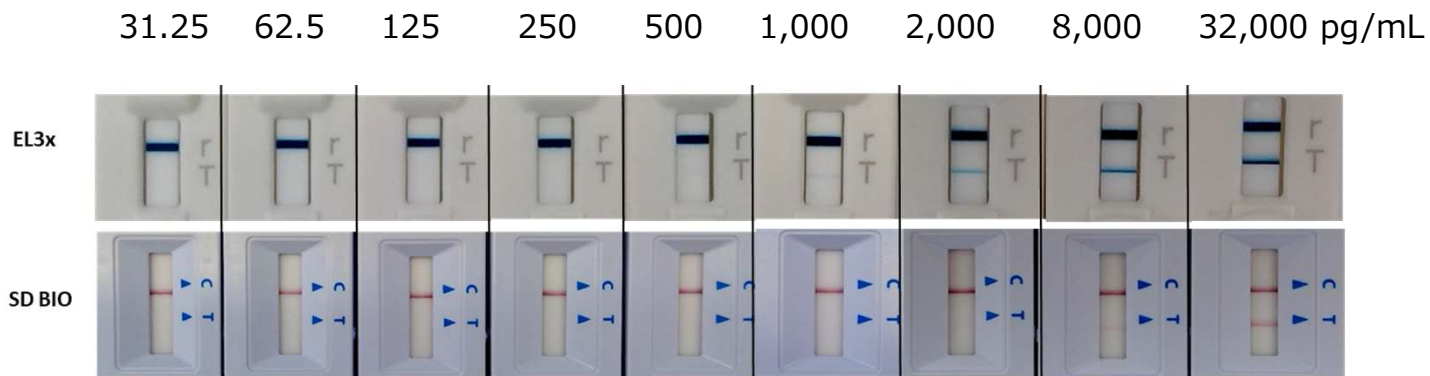 31.25 62.5 125 250 500 1,000 2,000 8,000 32,000 pg/mL
EL3x
r r r r r r r r r
T T T T T T T T T
SD BIO
C C C C C C C C C
T T T T T T T T T